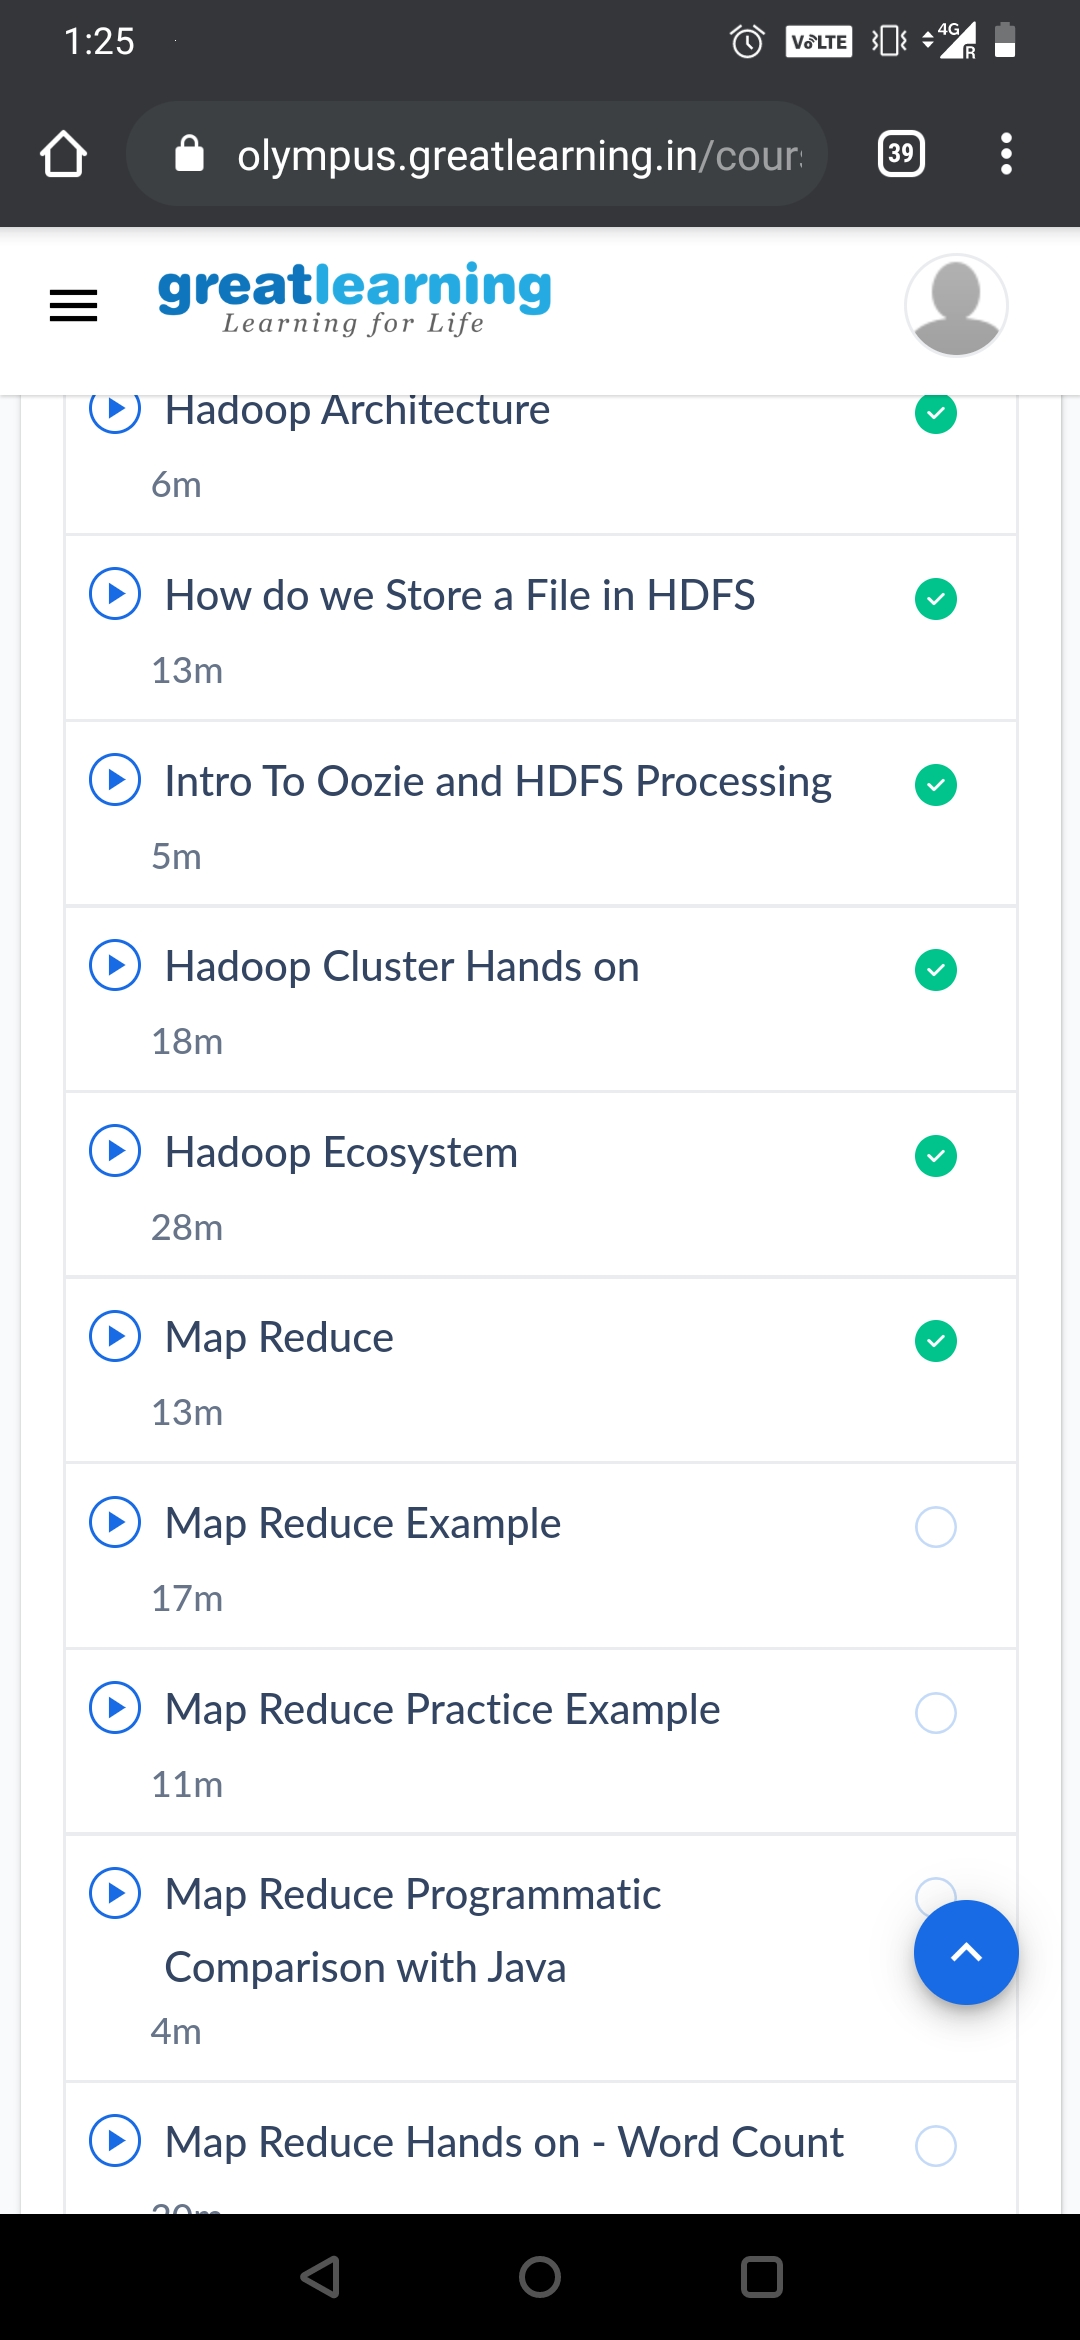 1:25
VoLTE
4G
R
olympus.greatlearning.in/cour
39
greatlearning
Learning for Life
Hadoop Architecture
6m
How do we Store a File in HDFS
13m
Intro To Oozie and HDFS Processing
5m
Hadoop Cluster Hands on
18m
Hadoop Ecosystem
28m
Map Reduce
13m
Map Reduce Example
17m
Map Reduce Practice Example
11m
Map Reduce Programmatic
Comparison with Java
4m
Map Reduce Hands on - Word Count